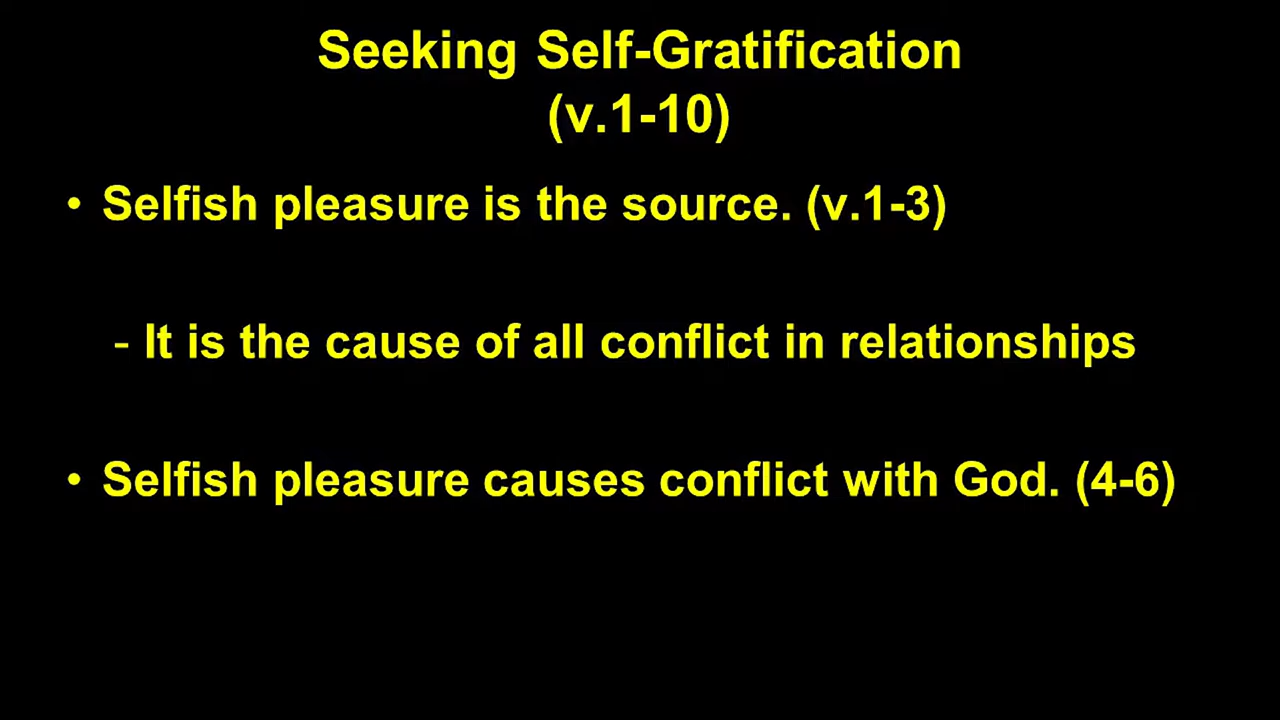 Seeking Self-Gratification
(v.1-10)
• Selfish pleasure is the source. (v.1-3)
- It is the cause of all conflict in relationships
• Selfish pleasure causes conflict with God. (4-6)